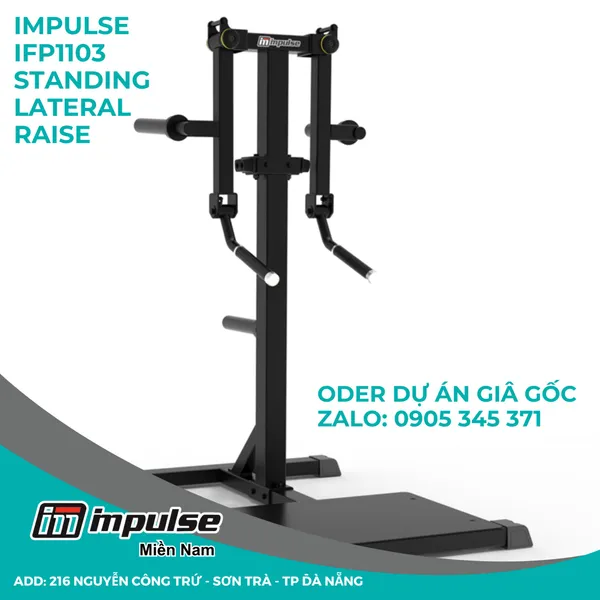 IMPULSE
IFP1103
STANDING
LATERAL
RAISE
impulse
ODER DỰ ÁN GIÂ GỐC
ZALO: 0905 345 371
impulse
Miền Nam
ADD: 216 NGUYỄN CÔNG TRỨ - SƠN TRÀ - TP ĐÀ NẴNG